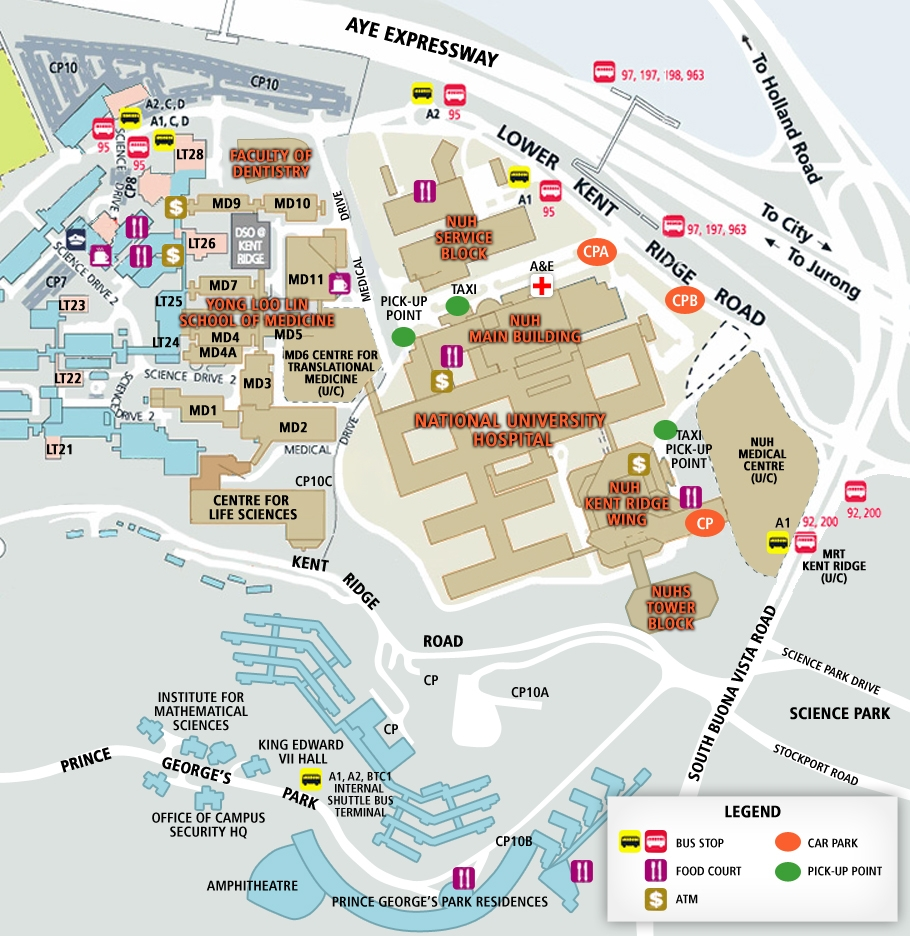 AYE EXPRESSWAY
To Holland Road
CP10
CP10
97, 197, 198, 963
A2, C, D
A1, C, D
A2
95
95
95
SCIENCE DRIVE
CP8
LT28
FACULTY OF
DENTISTRY
LOWER KENT RIDGE ROAD
A1
95
MD9
MD10
DRIVE
To City
97, 197, 963
To Jurong
NUH
SERVICE
BLOCK
DSO @
KENT
RIDGE
LT26
SCIENCE DRIVE 2
CPA
A&E
MD11
MEDICAL
CP7
MD7
TAXI
PICK-UP
POINT
CPB
LT23
LT25
YONG LOO LIN
SCHOOL OF MEDICINE
NUH
MAIN BUILDING
LT24
MD4
MD5
MD4A
MD6 CENTRE FOR
TRANSLATIONAL
MEDICINE
(U/C)
LT22
SCIENCE DRIVE 2
SCIENCE
DRIVE 2
MD3
MD1
MD2
MEDICAL DRIVE
NATIONAL UNIVERSITY
HOSPITAL
TAXI
PICK-UP
POINT
NUH
MEDICAL
CENTRE
(U/C)
LT21
CP10C
CENTRE FOR
LIFE SCIENCES
NUH
KENT RIDGE
WING
CP
A1
92, 200
92, 200
MRT
KENT RIDGE
(U/C)
KENT RIDGE ROAD
NUHS
TOWER
BLOCK
SOUTH BUONA VISTA ROAD
SCIENCE PARK DRIVE
CP
CP10A
SCIENCE PARK
INSTITUTE FOR
MATHEMATICAL
SCIENCES
CP
STOCKPORT ROAD
PRINCE GEORGE'S PARK
KING EDWARD
VII HALL
A1, A2, BTC1
INTERNAL
SHUTTLE BUS
TERMINAL
OFFICE OF CAMPUS
SECURITY HQ
CP10B
AMPHITHEATRE
PRINCE GEORGE'S PARK RESIDENCES
LEGEND
BUS STOP
CAR PARK
FOOD COURT
PICK-UP POINT
ATM